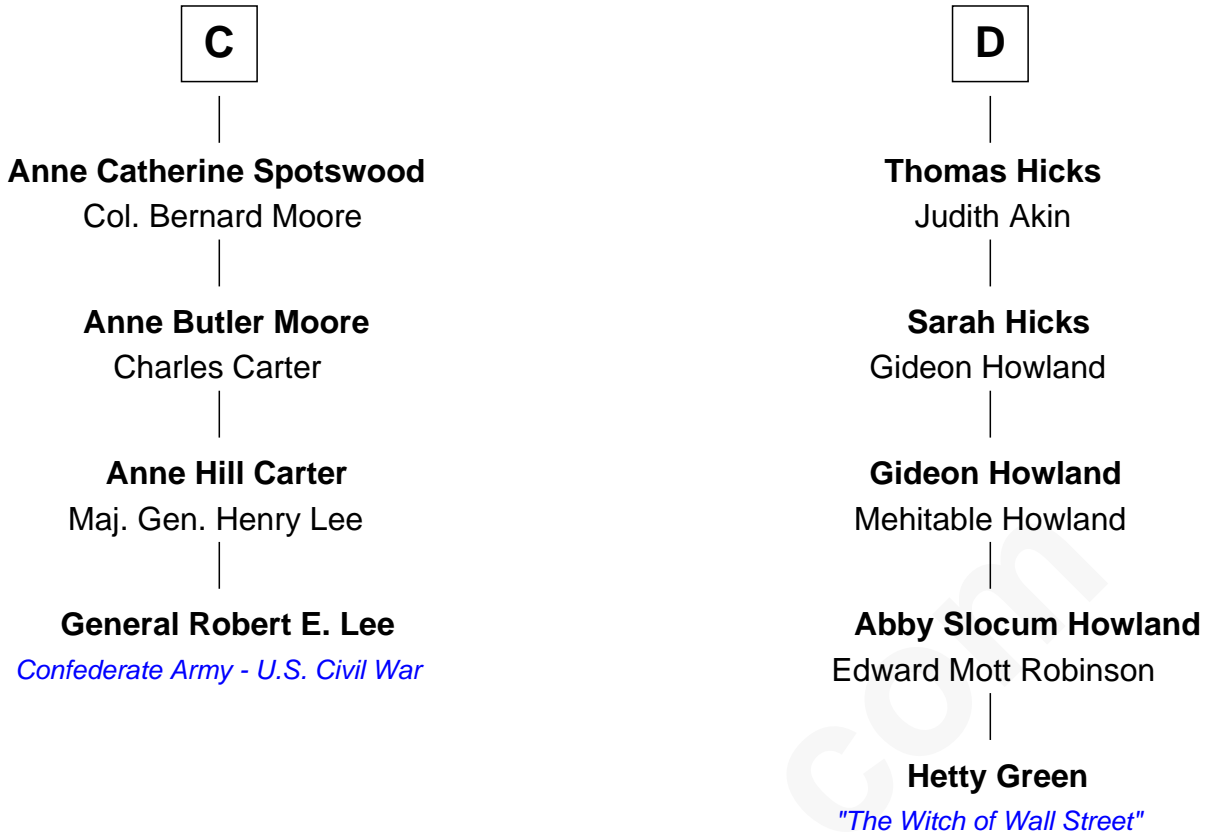 C
Anne Catherine Spotswood
Col. Bernard Moore
Anne Butler Moore
Charles Carter
Anne Hill Carter
Maj. Gen. Henry Lee
General Robert E. Lee
Confederate Army - U.S. Civil War
D
Thomas Hicks
Judith Akin
Sarah Hicks
Gideon Howland
Gideon Howland
Mehitable Howland
Abby Slocum Howland
Edward Mott Robinson
Hetty Green
"The Witch of Wall Street"
com